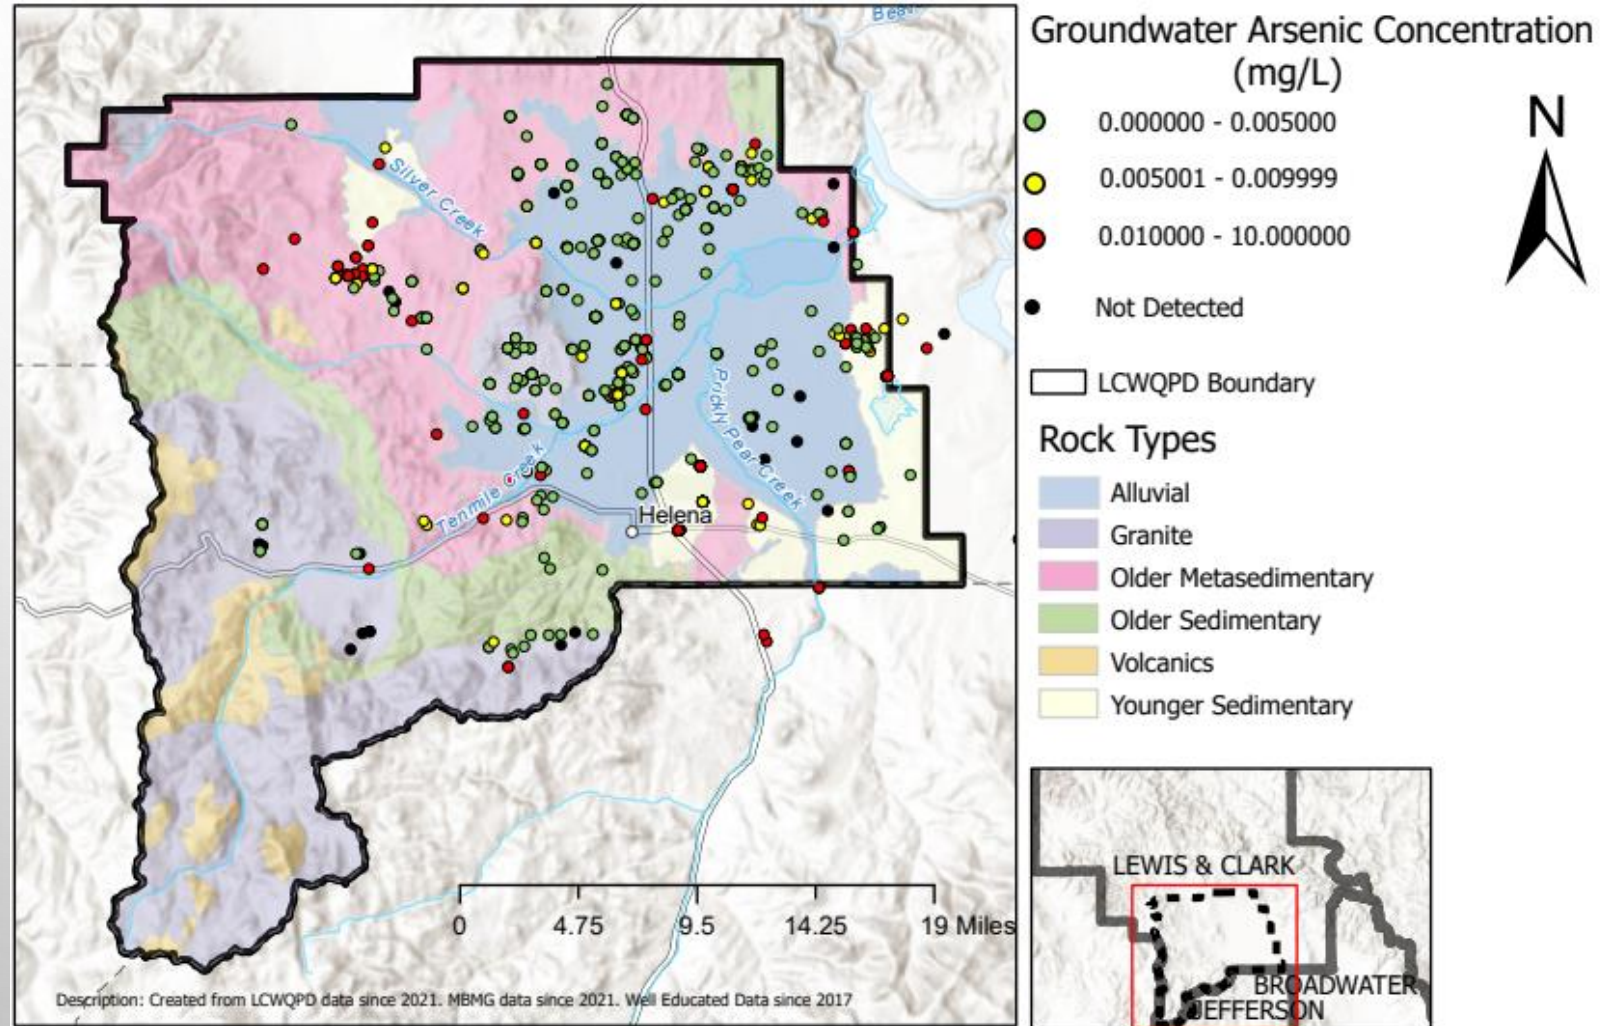 Beav
Groundwater Arsenic Concentration
(mg/L)
N
0.000000 - 0.005000
0.005001 - 0.009999
0.010000 - 10.000000
Not Detected
LCWQPD Boundary
Rock Types
Alluvial
Granite
Older Metasedimentary
Older Sedimentary
Volcanics
Younger Sedimentary
Silver Creek
Prickly Pear Creek
Tenmile Creek
Helena
0 4.75 9.5 14.25 19 Miles
Description: Created from LCWQPD data since 2021. MBMG data since 2021. Well Educated Data since 2017
LEWIS & CLARK
BROADWATER
JEFFERSON